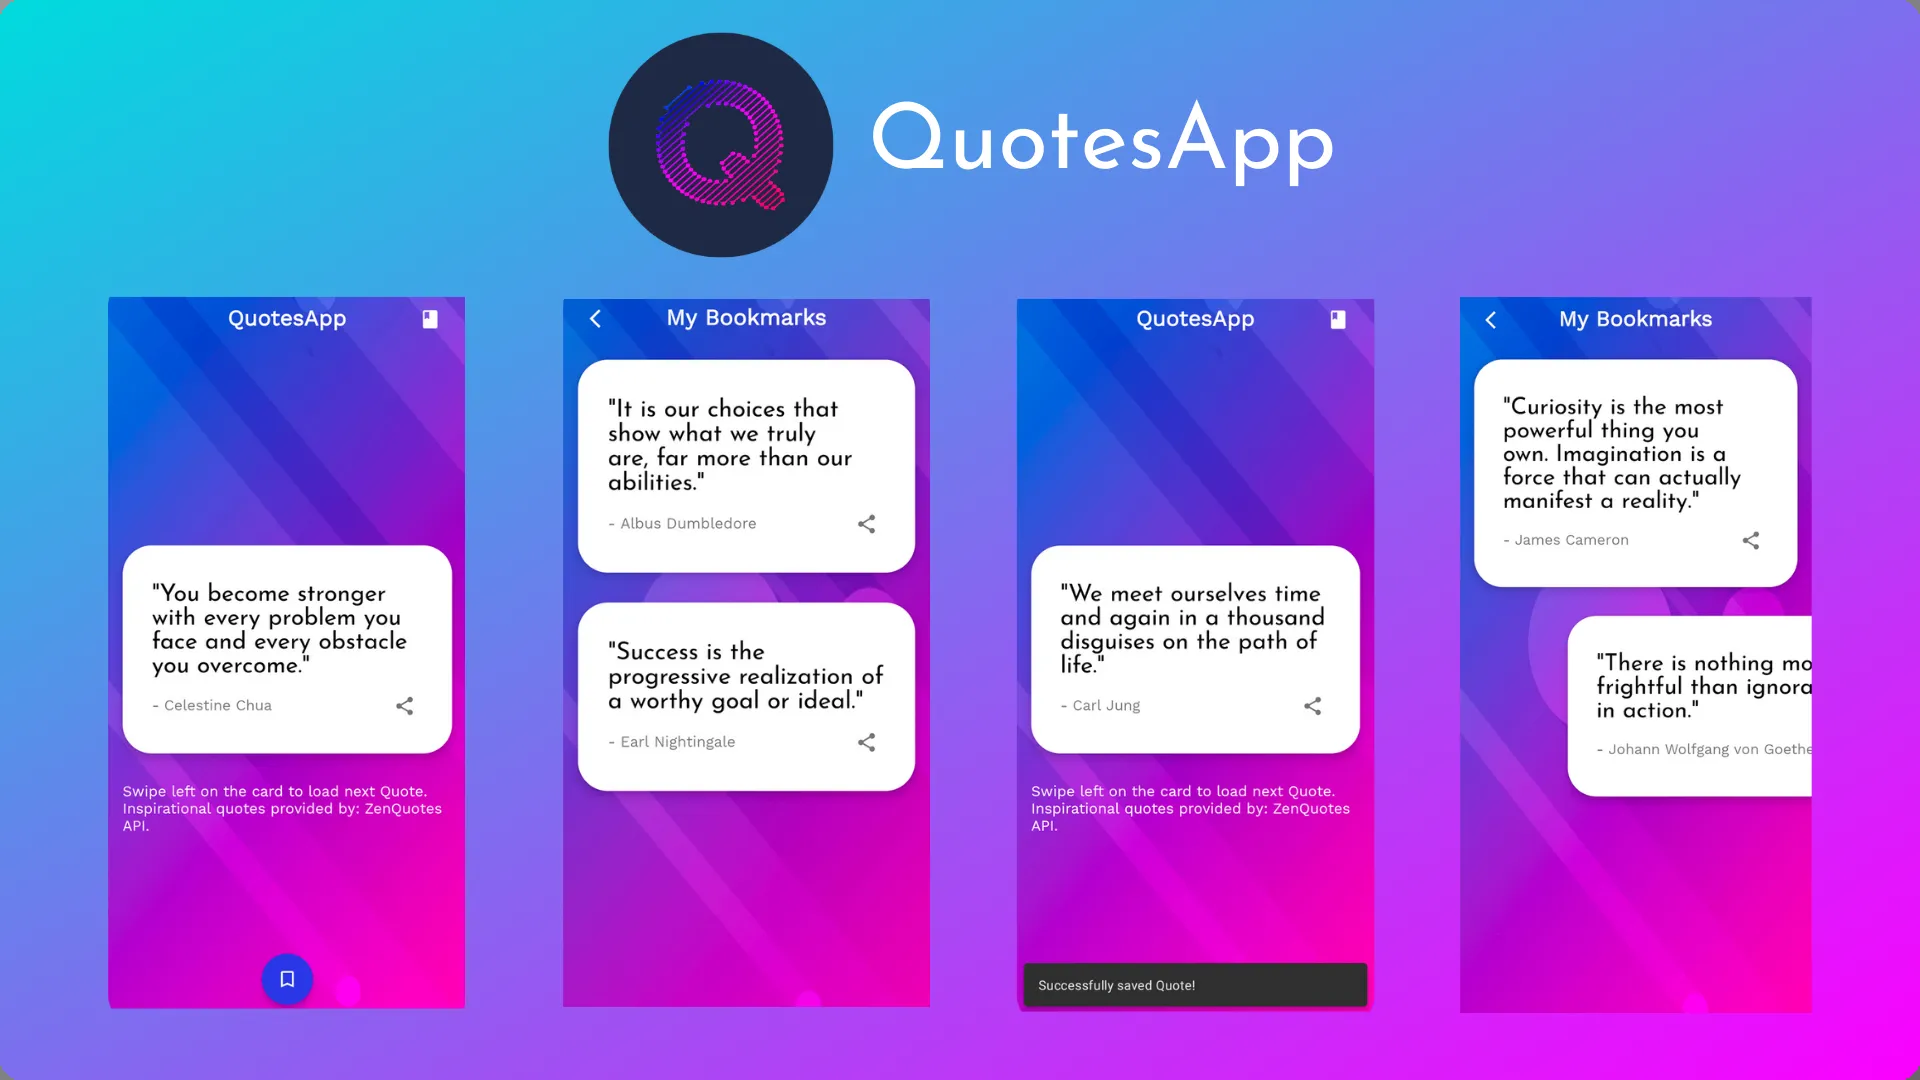 Q
QuotesApp
QuotesApp
"You become stronger
with every problem you
face and every obstacle
you overcome."
- Celestine Chua
Swipe left on the card to load next Quote.
Inspirational quotes provided by: ZenQuotes
API.
My Bookmarks
"It is our choices that
show what we truly
are, far more than our
abilities."
- Albus Dumbledore
"Success is the
progressive realization of
a worthy goal or ideal."
- Earl Nightingale
QuotesApp
"We meet ourselves time
and again in a thousand
disguises on the path of
life."
- Carl Jung
Swipe left on the card to load next Quote.
Inspirational quotes provided by: ZenQuotes
API.
Successfully saved Quote!
My Bookmarks
"Curiosity is the most
powerful thing you
own. Imagination is a
force that can actually
manifest a reality."
- James Cameron
"There is nothing mo
frightful than ignora
in action."
- Johann Wolfgang von Goethe